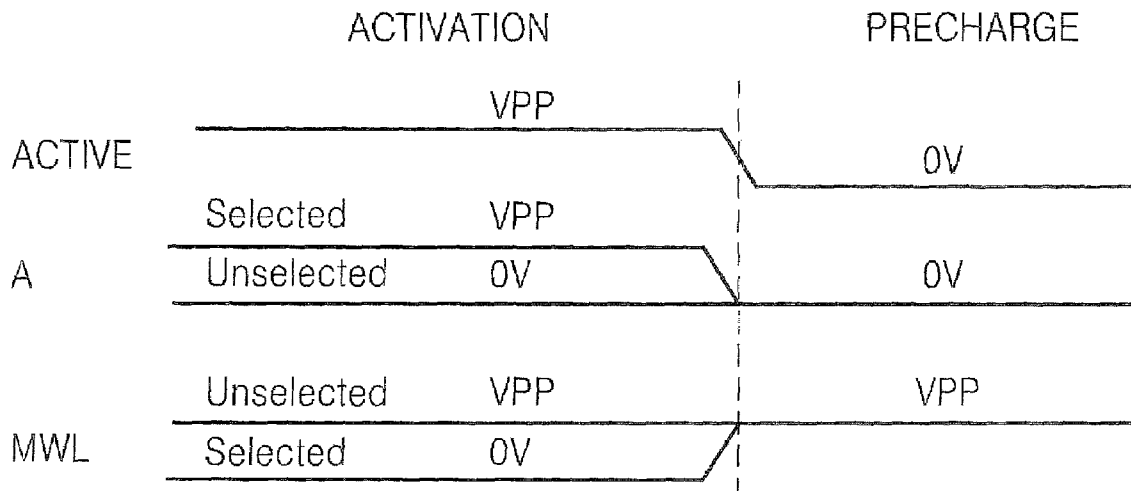 ACTIVATION PRECHARGE
VPP
ACTIVE 0V
Selected VPP
A Unselected 0V 0V
Unselected VPP VPP
MWL Selected 0V